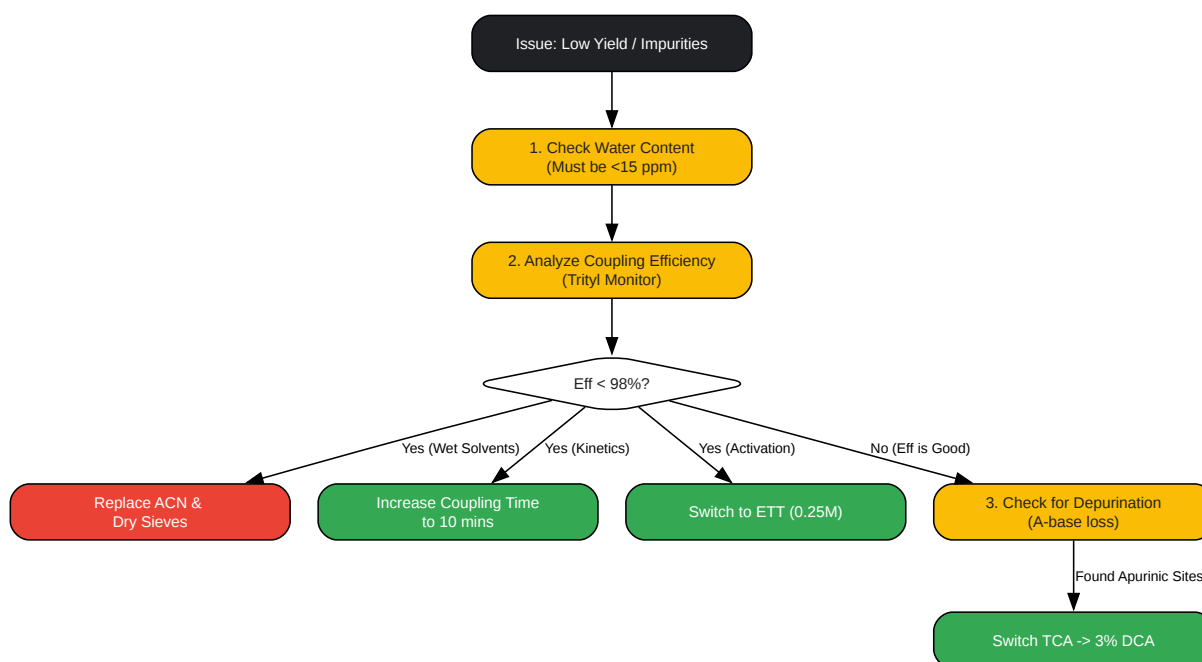 Issue: Low Yield / Impurities
1. Check Water Content
(Must be <15 ppm)
2. Analyze Coupling Efficiency
(Trityl Monitor)
Eff < 98%?
Yes (Wet Solvents)
Yes (Kinetics)
Yes (Activation)
No (Eff is Good)
Replace ACN &
Dry Sieves
Increase Coupling Time
to 10 mins
Switch to ETT (0.25M)
3. Check for Depurination
(A-base loss)
Found Apurinic Sites
Switch TCA -> 3% DCA